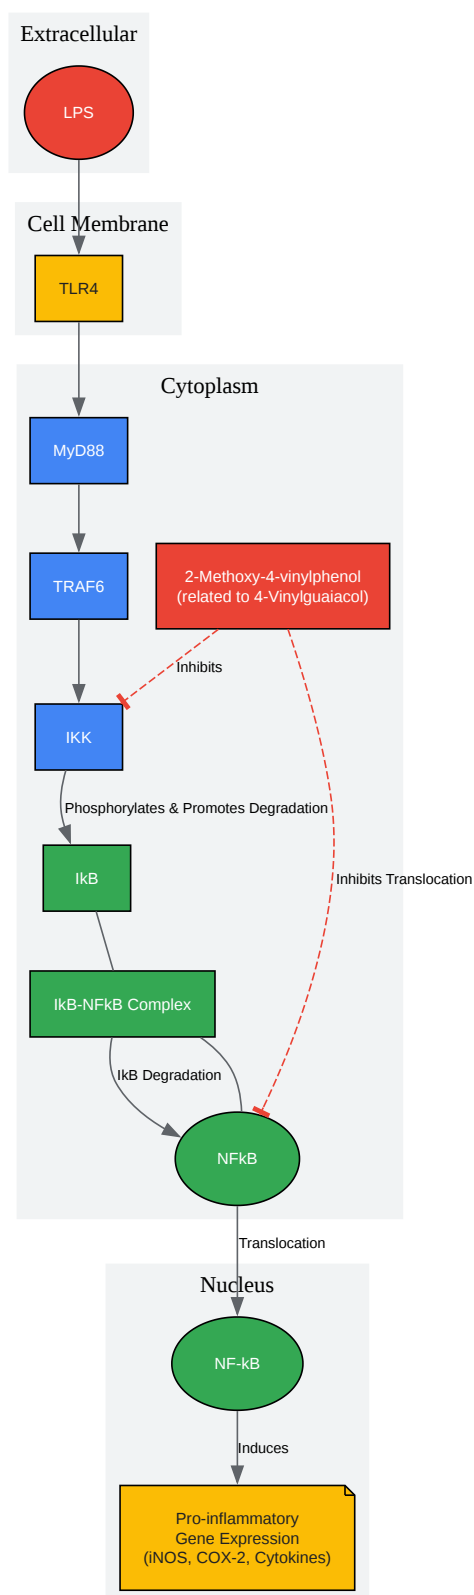 Extracellular
LPS
Cell Membrane
TLR4
Cytoplasm
MyD88
TRAF6
2-Methoxy-4-vinylphenol
(related to 4-Vinylguaiacol)
Inhibits
IKK
Phosphorylates & Promotes Degradation
IkB
Inhibits Translocation
IkB-NFkB Complex
IkB Degradation
NFkB
Translocation
Nucleus
NF-kB
Induces
Pro-inflammatory
Gene Expression
(iNOS, COX-2, Cytokines)